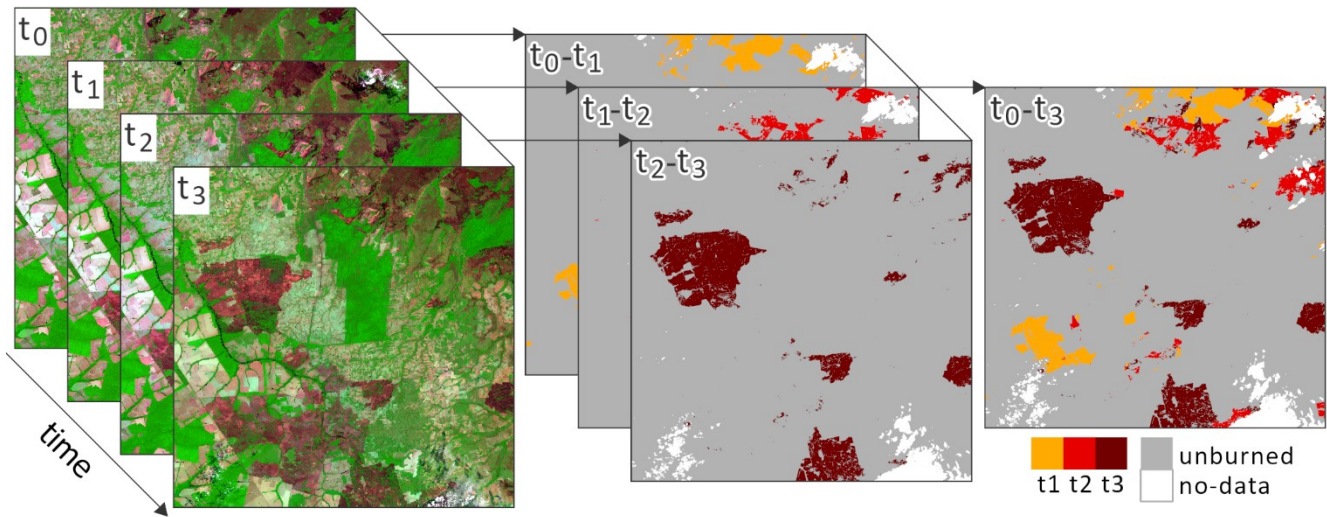 t0
t1
t2
t3
time
t0-t1
t1-t2
t2-t3
t0-t3
t1 t2 t3
unburned
no-data